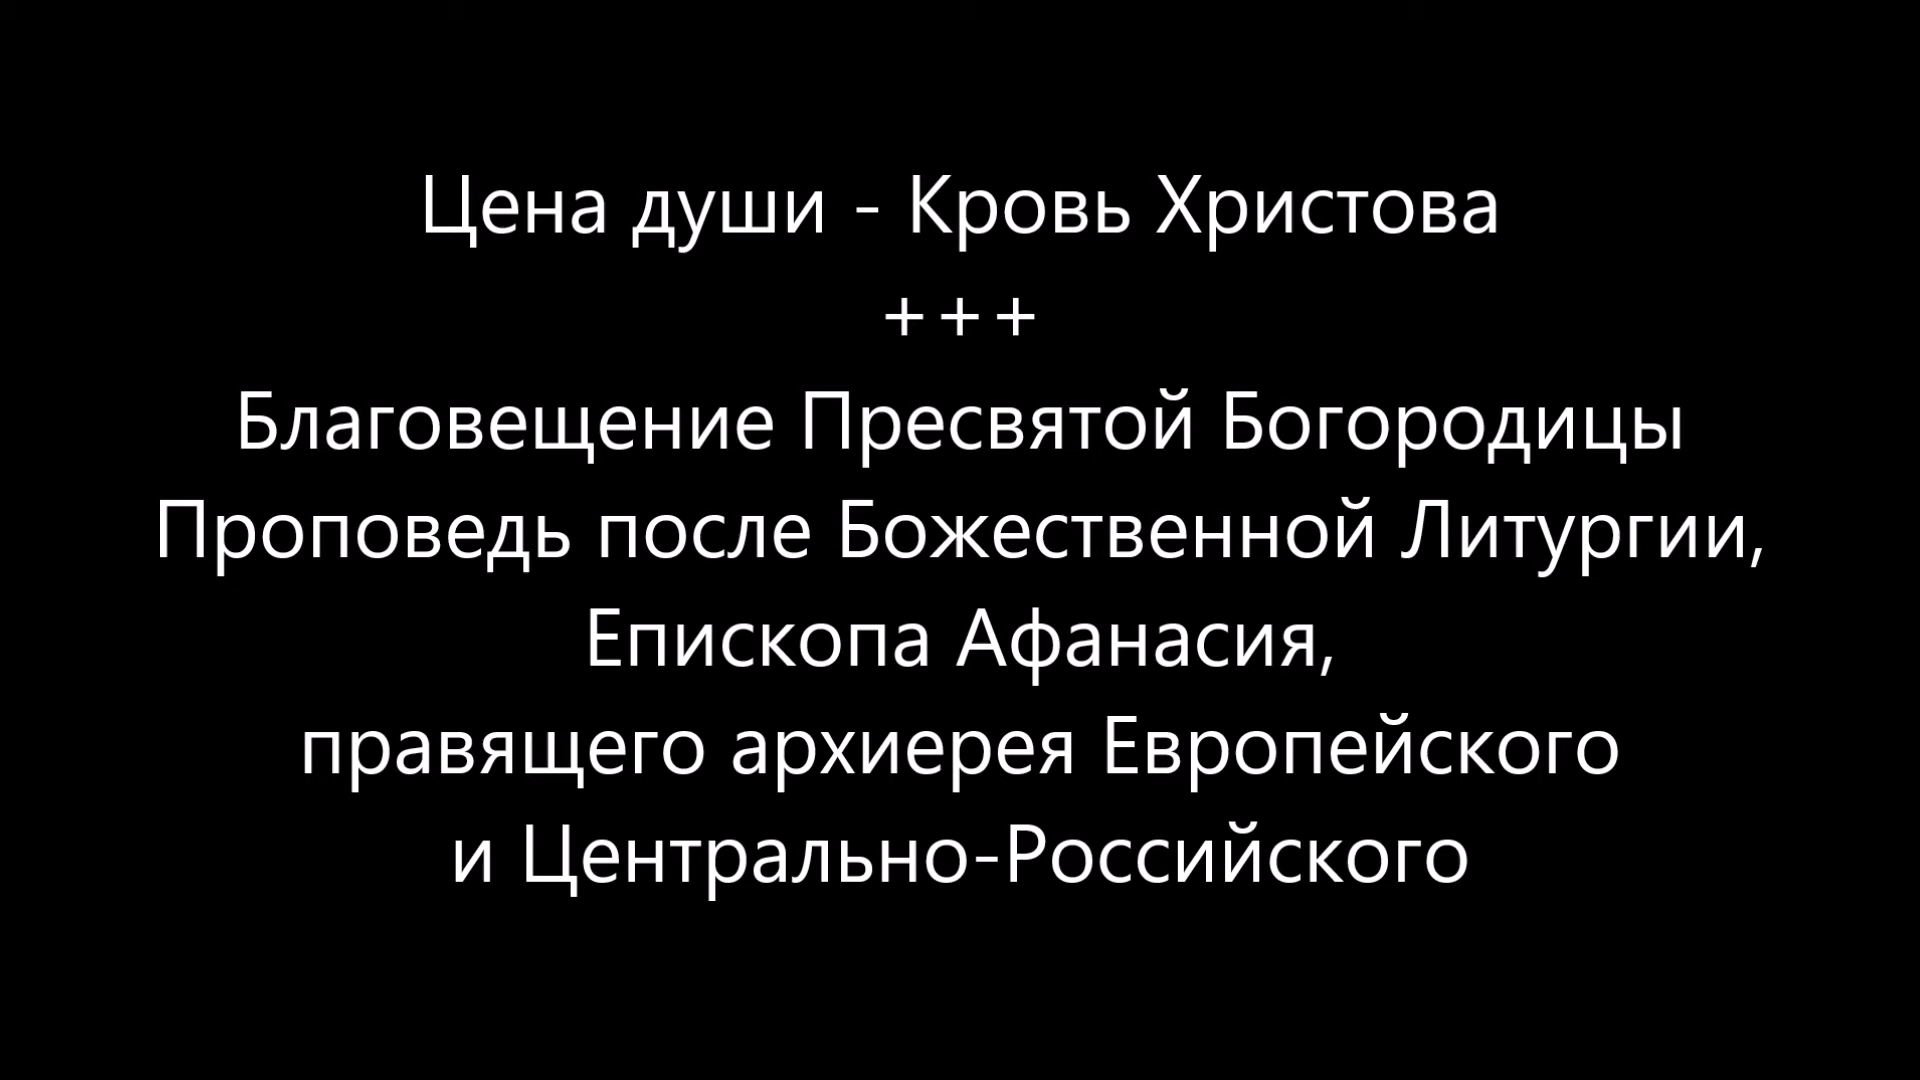 Цена души - Кровь Христова
+++
Благовещение Пресвятой Богородицы
Проповедь после Божественной Литургии,
Епископа Афанасия,
правящего архиерея Европейского
и Центрально-Российского